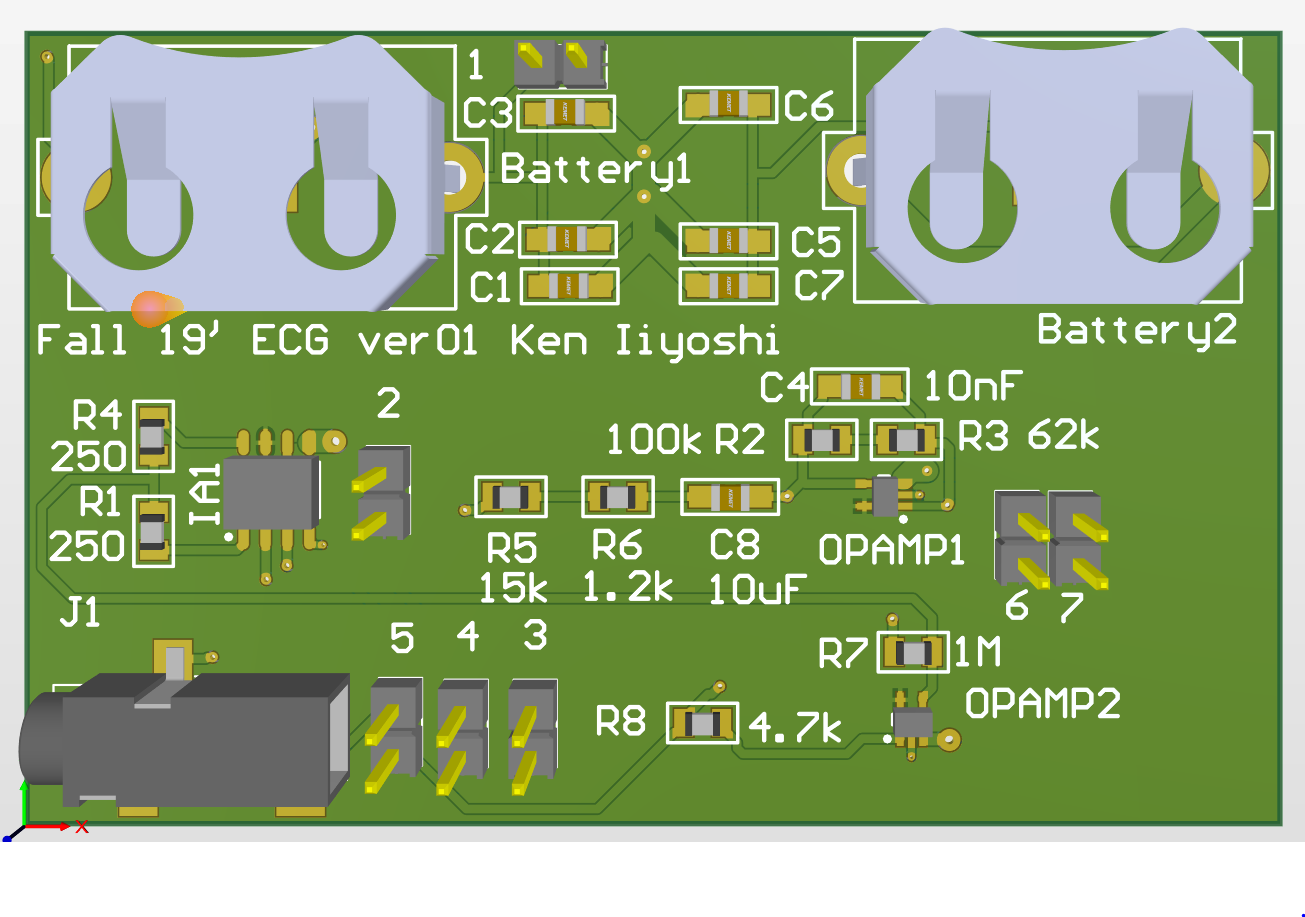 1
C3
C6
Battery1
C2
C5
C1
C7
Fall 19' ECG ver01 Ken Iiyoshi
Battery2
C4 10nF
2
R4
250
100k R2
R3 62k
IA1
R1
250
R5
15k
R6
1.2k
C8
10uF
OPAMP1
6 7
J1
5 4 3
R7 1M
OPAMP2
R8 4.7k
X